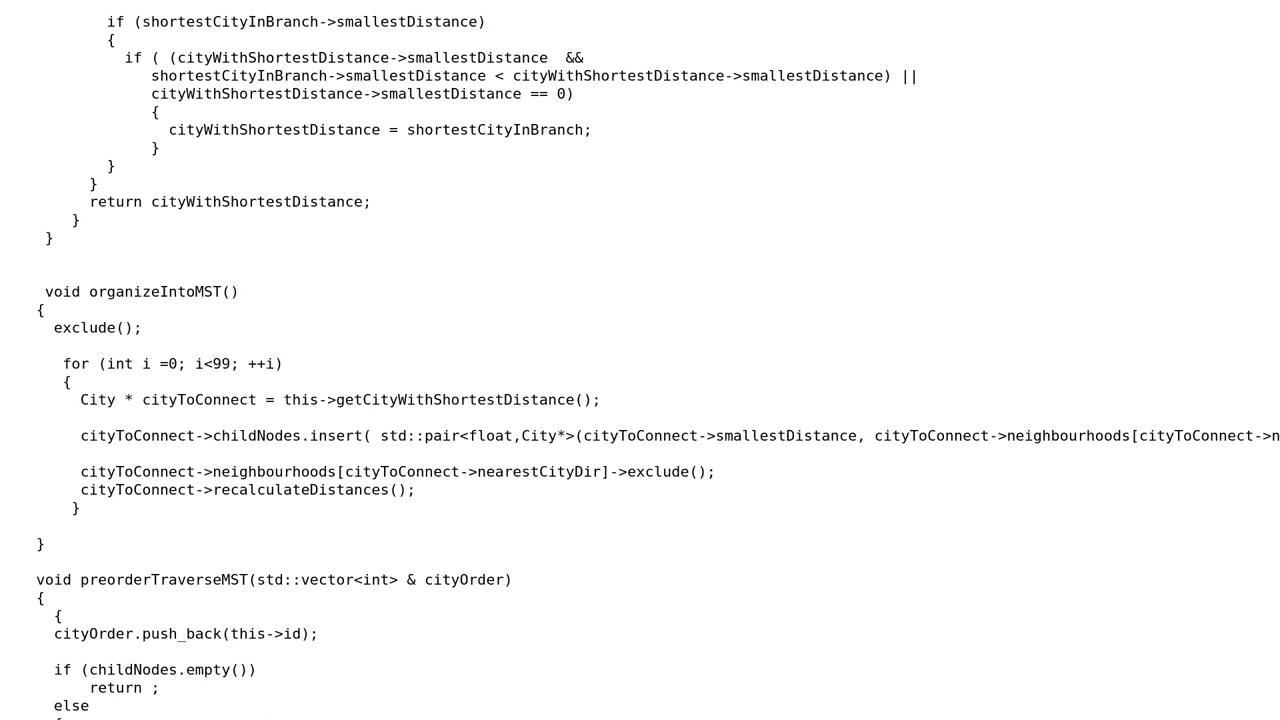 if (shortestCityInBranch->smallestDistance)
{
if ( (cityWithShortestDistance->smallestDistance  &&
shortestCityInBranch->smallestDistance < cityWithShortestDistance->smallestDistance) ||
cityWithShortestDistance->smallestDistance == 0)
{
cityWithShortestDistance = shortestCityInBranch;
}
}
}
return cityWithShortestDistance;
}
}
void organizeIntoMST()
{
exclude();
for (int i =0; i<99; ++i)
{
City * cityToConnect = this->getCityWithShortestDistance();
cityToConnect->childNodes.insert( std::pair<float,City*>(cityToConnect->smallestDistance, cityToConnect->neighbourhoods[cityToConnect->n
cityToConnect->neighbourhoods[cityToConnect->nearestCityDir]->exclude();
cityToConnect->recalculateDistances();
}
}
void preorderTraverseMST(std::vector<int> & cityOrder)
{
{
cityOrder.push_back(this->id);
if (childNodes.empty())
return ;
else
{